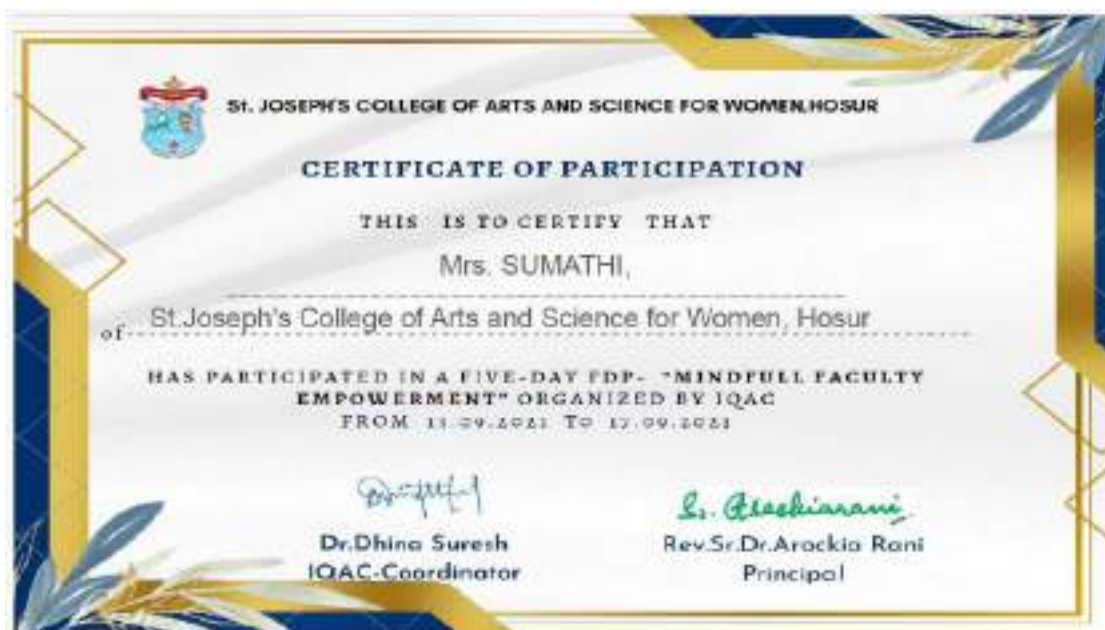 St. JOSEPH'S COLLEGE OF ARTS AND SCIENCE FOR WOMEN,HOSUR
CERTIFICATE OF PARTICIPATION
THIS IS TO CERTIFY THAT
Mrs. SUMATHI,
of St.Joseph's College of Arts and Science for Women, Hosur
HAS PARTICIPATED IN A FIVE-DAY FDP- "MINDFULL FACULTY
EMPOWERMENT" ORGANIZED BY IQAC
FROM TO
Dr.Dhina Suresh
IQAC-Coordinator
Rev.Sr.Dr.Arockia Rani
Principal